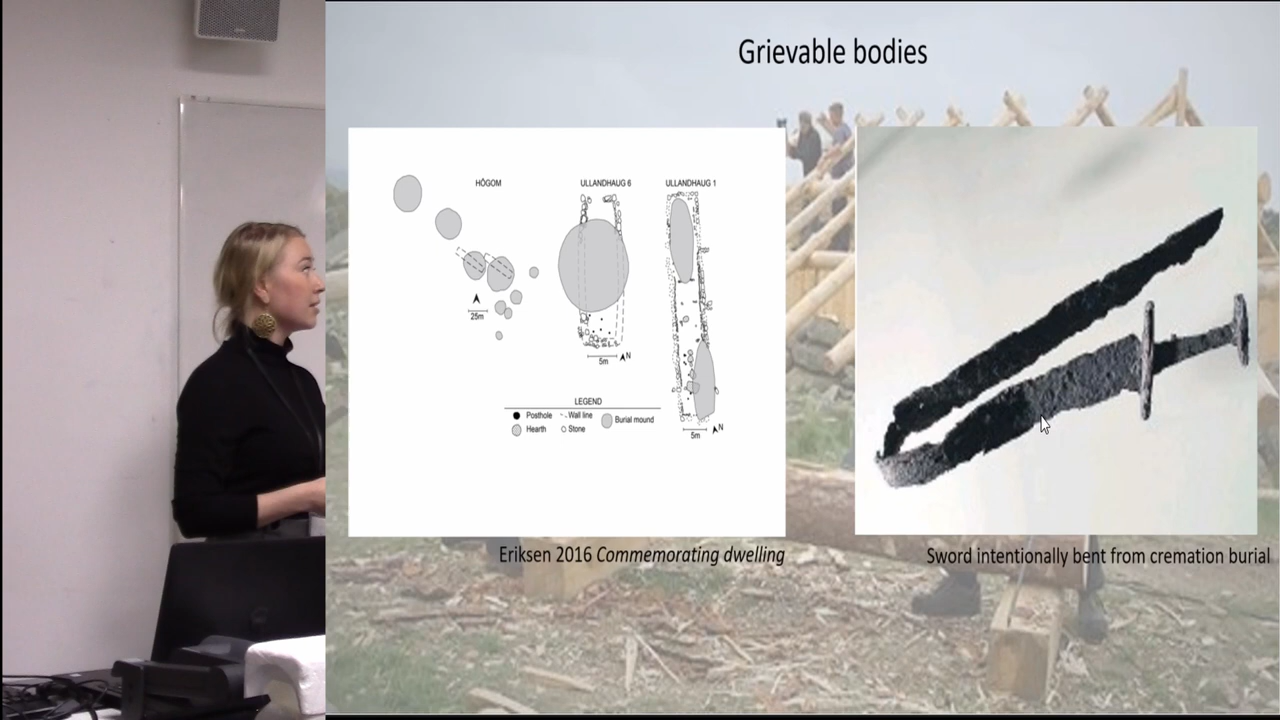 Grievable bodies
HÖGOM
ULLANDHAUG 6
ULLANDHAUG 1
25m
N
5m
N
5m
LEGEND
Posthole
Wall line
Burial mound
Hearth
Stone
Eriksen 2016 Commemorating dwelling
Sword intentionally bent from cremation burial